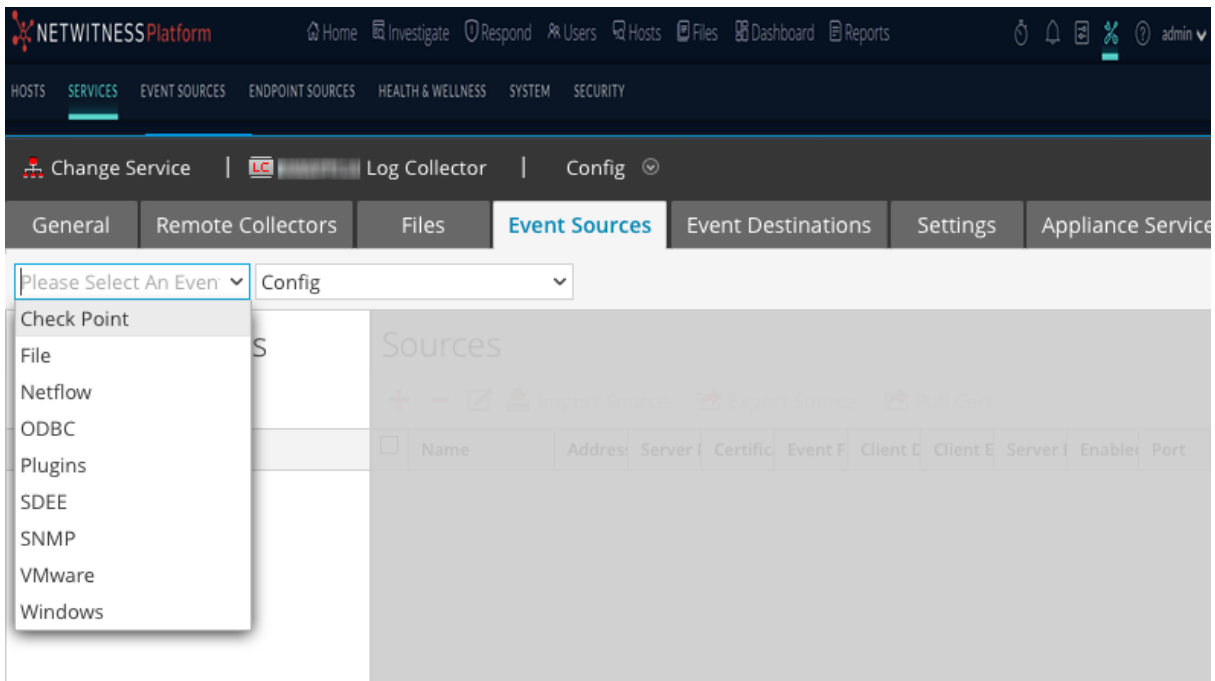 NETWITNESS Platform Home Investigate Respond Users Hosts Files Dashboard Reports admin
HOSTS SERVICES EVENT SOURCES ENDPOINT SOURCES HEALTH & WELLNESS SYSTEM SECURITY
Change Service | LC Log Collector | Config
General Remote Collectors Files Event Sources Event Destinations Settings Appliance Service
Please Select An Even Config
Check Point
File
Netflow
ODBC
Plugins
SDEE
SNMP
VMware
Windows
s
Sources
Import Source Export Source Pull Cert
Name Address Server Certific Event F Client D Client E Server Enable Port